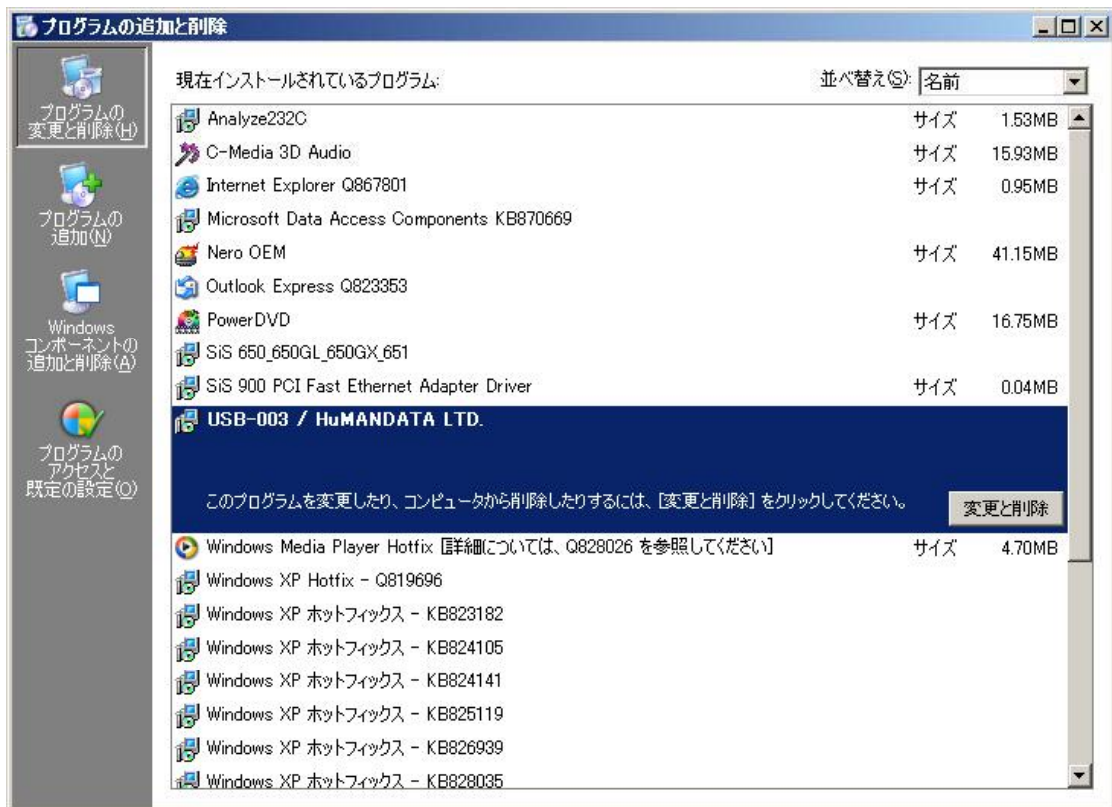 プログラムの追加と削除
プログラムの
変更と削除(H)
プログラムの
追加(N)
Windows
コンポーネントの
追加と削除(A)
プログラムの
アクセスと
既定の設定(O)
現在インストールされているプログラム:
並べ替え(S): 名前
Analyze232C サイズ 1.53MB
C-Media 3D Audio サイズ 15.93MB
Internet Explorer Q867801 サイズ 0.95MB
Microsoft Data Access Components KB870669
Nero OEM サイズ 41.15MB
Outlook Express Q823353
PowerDVD サイズ 16.75MB
SiS 650_650GL_650GX_651
SiS 900 PCI Fast Ethernet Adapter Driver サイズ 0.04MB
USB-003 / HuMANDATA LTD.
このプログラムを変更したり、コンピュータから削除したりするには、[変更と削除] をクリックしてください。
変更と削除
Windows Media Player Hotfix [詳細については、Q828026 を参照してください] サイズ 4.70MB
Windows XP Hotfix - Q819696
Windows XP ホットフィックス - KB823182
Windows XP ホットフィックス - KB824105
Windows XP ホットフィックス - KB824141
Windows XP ホットフィックス - KB825119
Windows XP ホットフィックス - KB826939
Windows XP ホットフィックス - KB828035